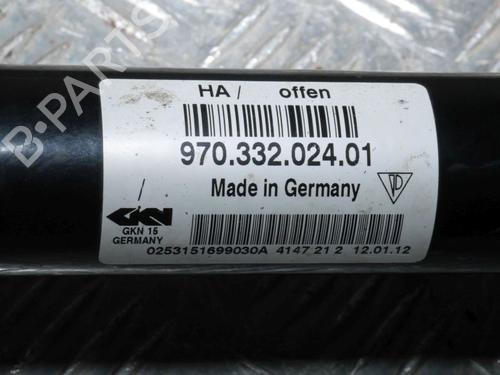 HA/ offen
970.332.024.01
Made in Germany
/
GKN
GKN 15
GERMANY
0253151699030A 4147 21 2 12.01.12
B-PARTS